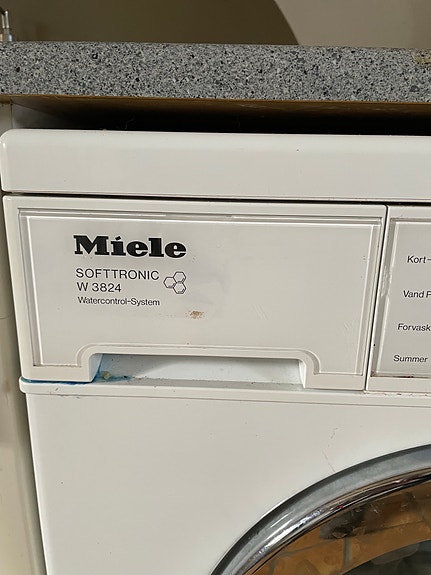 Miele
SOFTTRONIC
W 3824
Watercontrol-System
Kort-
Vand
Forvask
Summer